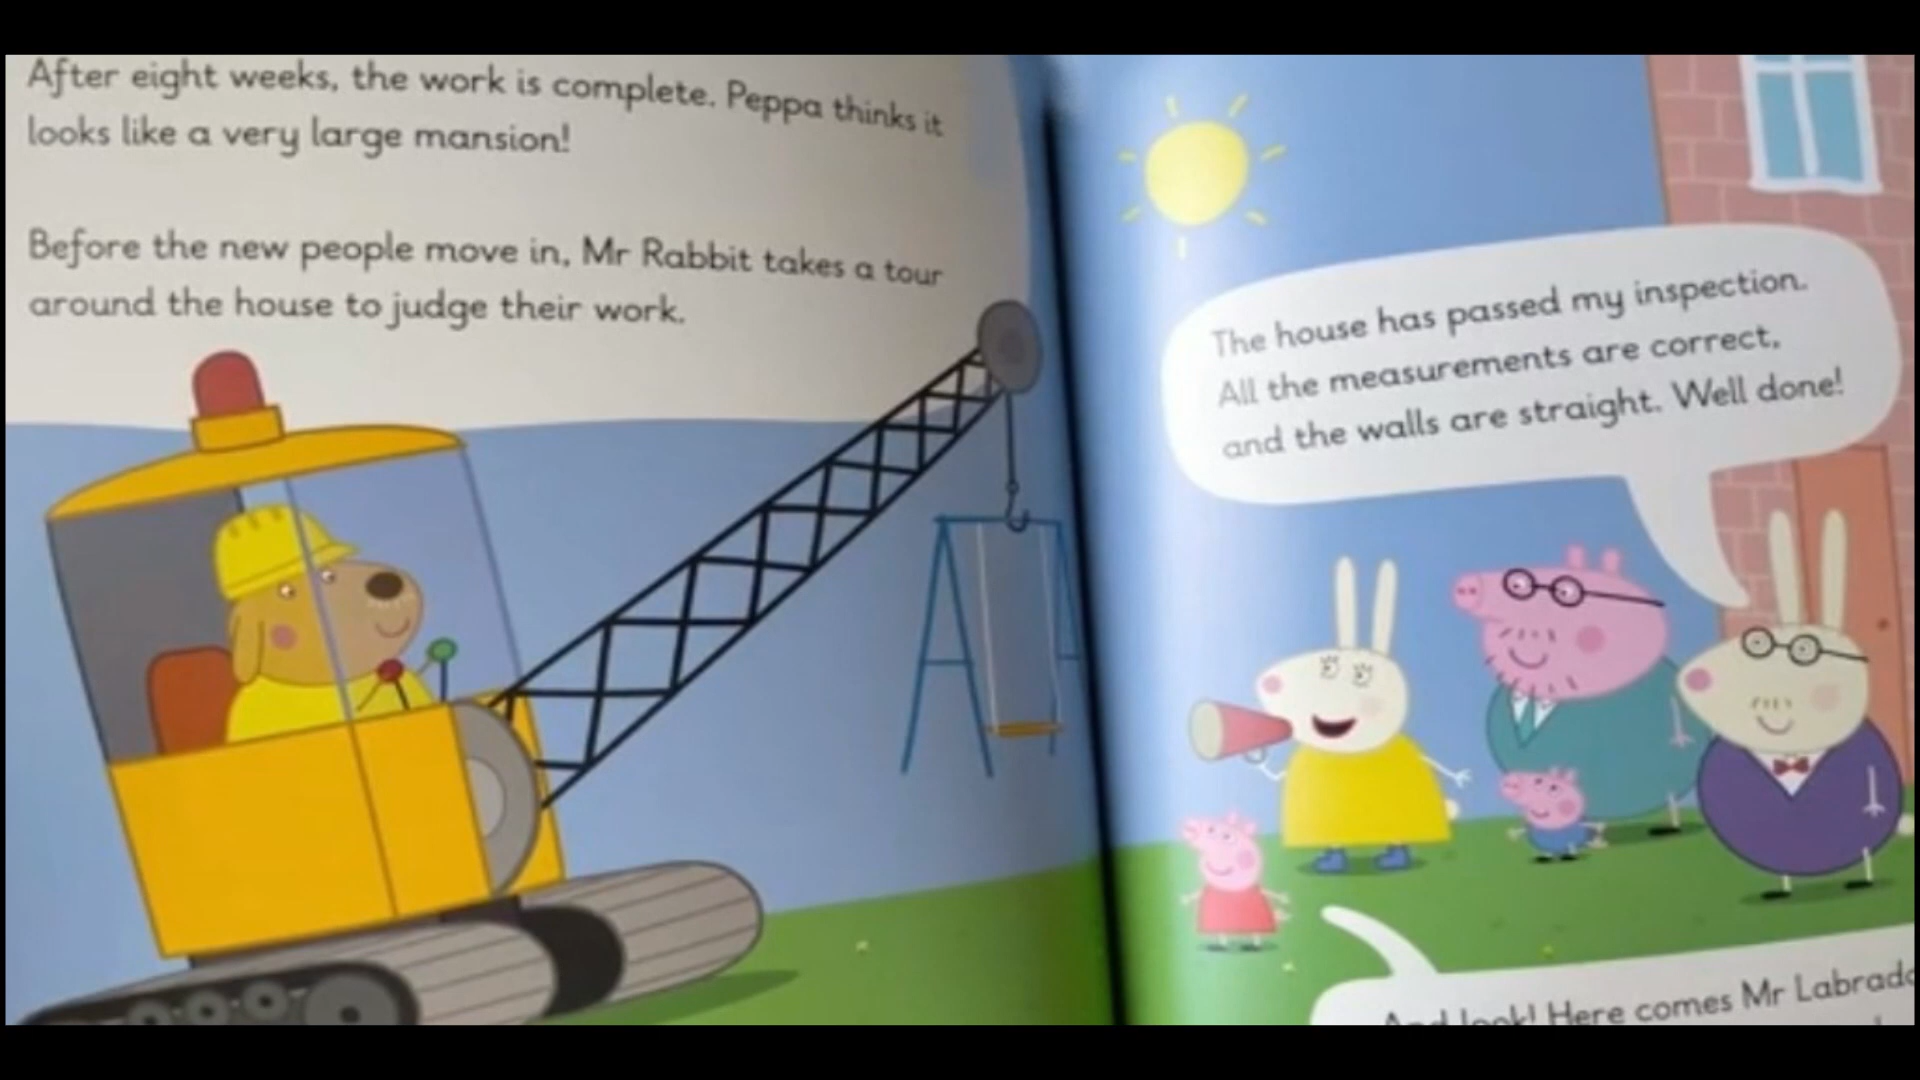 After eight weeks, the work is complete. Peppa thinks it
looks like a very large mansion!
Before the new people move in, Mr Rabbit takes a tour
around the house to judge their work.
The house has passed my inspection.
All the measurements are correct,
and the walls are straight. Well done!
And look! Here comes Mr